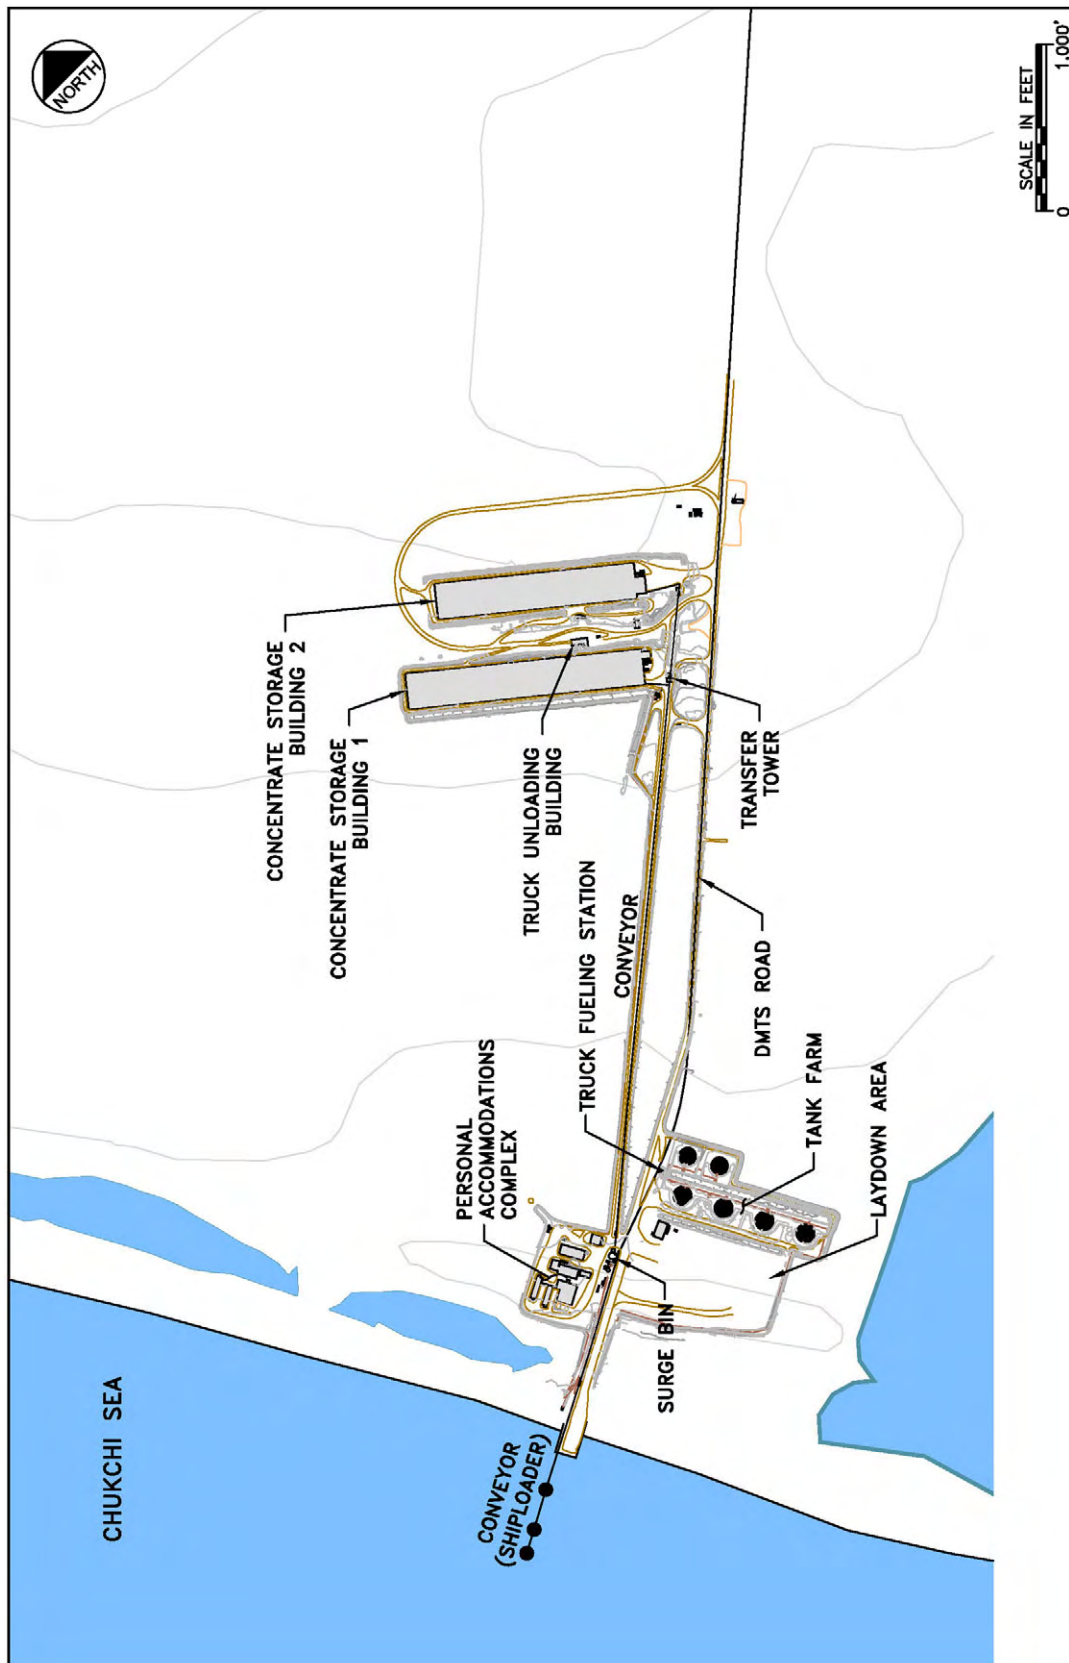 CHUKCHI SEA
CONVEYOR
(SHIPLOADER)
SURGE BIN
PERSONAL
ACCOMMODATIONS
COMPLEX
LAYDOWN AREA
TANK FARM
TRUCK FUELING STATION
DMTS ROAD
CONVEYOR
CONCENTRATE STORAGE
BUILDING 1
CONCENTRATE STORAGE
BUILDING 2
TRUCK UNLOADING
BUILDING
TRANSFER
TOWER
NORTH
SCALE IN FEET
0 1,000'